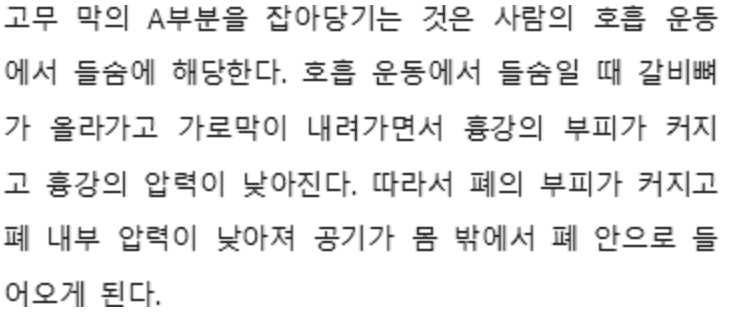 고무 막의 A부분을 잡아당기는 것은 사람의 호흡 운동
에서 들숨에 해당한다. 호흡 운동에서 들숨일 때 갈비뼈
가 올라가고 가로막이 내려가면서 흉강의 부피가 커지
고 흉강의 압력이 낮아진다. 따라서 폐의 부피가 커지고
폐 내부 압력이 낮아져 공기가 몸 밖에서 폐 안으로 들
어오게 된다.